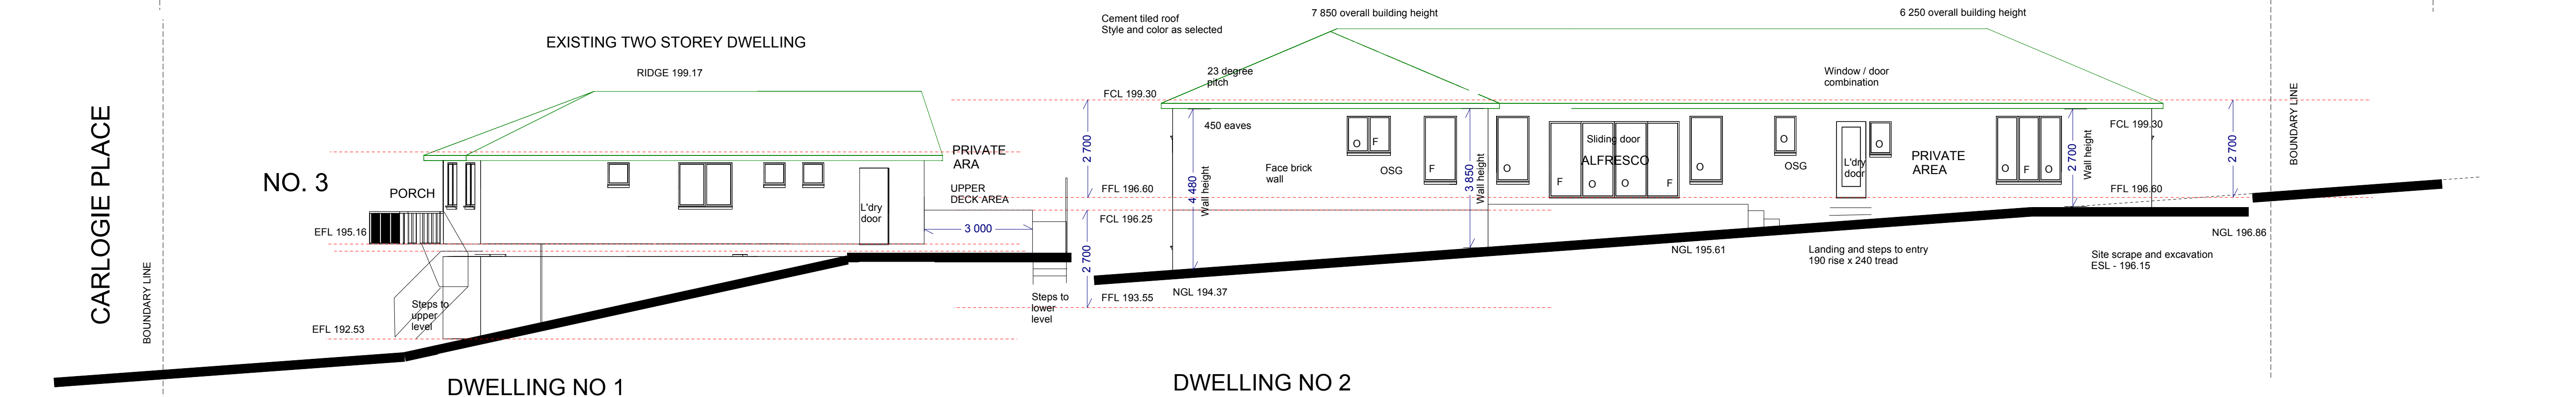 CARLOGIE PLACE
BOUNDARY LINE
NO. 3
EXISTING TWO STOREY DWELLING
RIDGE 199.17
PORCH
EFL 195.16
EFL 192.53
Steps to
upper
level
L'dry
door
PRIVATE
ARA
UPPER
DECK AREA
3 000
Steps to
lower
level
DWELLING NO 1
Cement tiled roof
Style and color as selected
7 850 overall building height
6 250 overall building height
23 degree
pitch
Window / door
combination
FCL 199.30
2 700
FFL 196.60
FCL 196.25
2 700
FFL 193.55
NGL 194.37
450 eaves
4 480
Wall height
Face brick
wall
O
F
OSG
F
3 850
Wall height
O
Sliding door
ALFRESCO
F
O
O
F
O
O
OSG
L'dry
door
O
PRIVATE
AREA
O
F
O
2 700
Wall height
FCL 199.30
FFL 196.60
2 700
BOUNDARY LINE
NGL 195.61
Landing and steps to entry
190 rise x 240 tread
NGL 196.86
Site scrape and excavation
ESL - 196.15
DWELLING NO 2